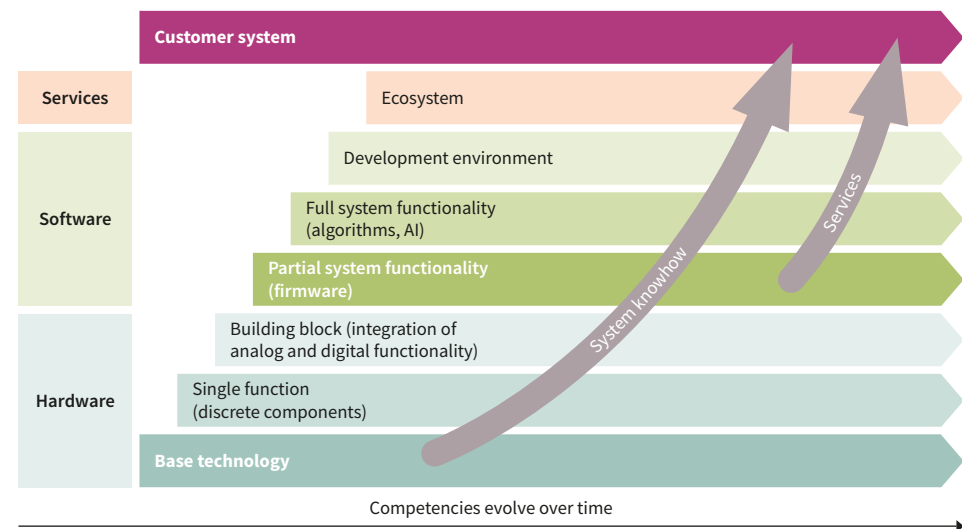 Customer system
Services
Ecosystem
Development environment
Software
Full system functionality
(algorithms, AI)
Services
Partial system functionality
(firmware)
System knowhow
Building block (integration of
analog and digital functionality)
Hardware
Single function
(discrete components)
Base technology
Competencies evolve over time